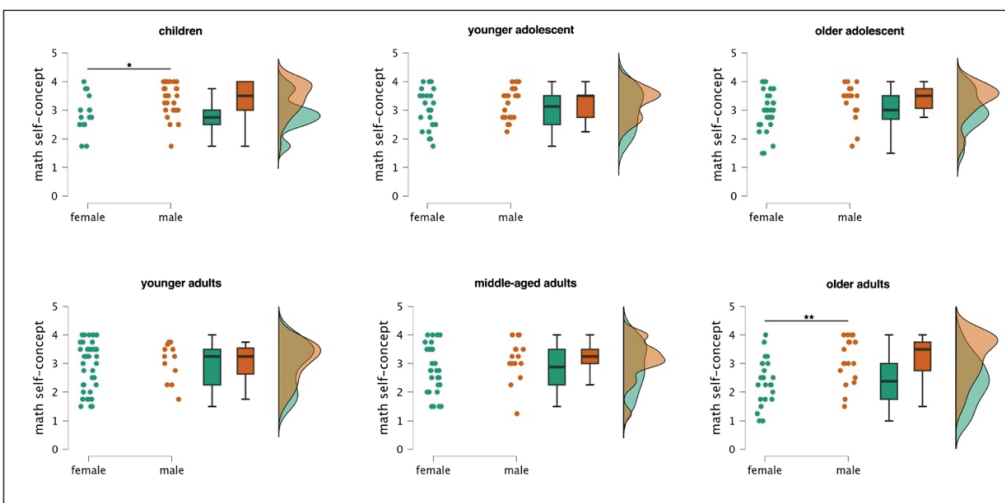 children
younger adolescent
older adolescent
math self-concept
5
4
3
2
1
0
*
female
male
math self-concept
5
4
3
2
1
0
female
male
math self-concept
5
4
3
2
1
0
female
male
younger adults
middle-aged adults
older adults
math self-concept
5
4
3
2
1
0
female
male
math self-concept
5
4
3
2
1
0
female
male
math self-concept
5
4
3
2
1
0
**
female
male